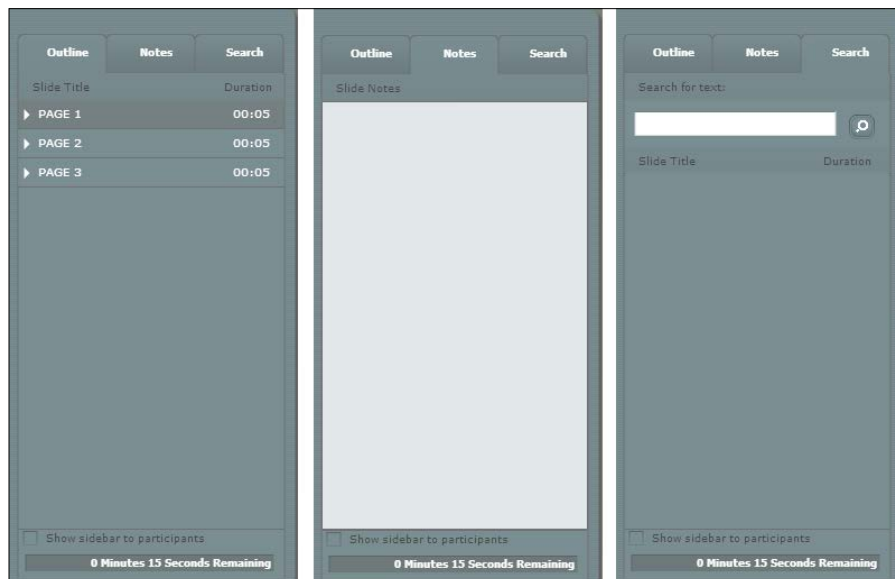 Outline Notes Search
Slide Title Duration
PAGE 1 00:05
PAGE 2 00:05
PAGE 3 00:05
Show sidebar to participants
0 Minutes 15 Seconds Remaining
Outline Notes Search
Slide Notes
Show sidebar to participants
0 Minutes 15 Seconds Remaining
Outline Notes Search
Search for text:
Slide Title Duration
Show sidebar to participants
0 Minutes 15 Seconds Remaining